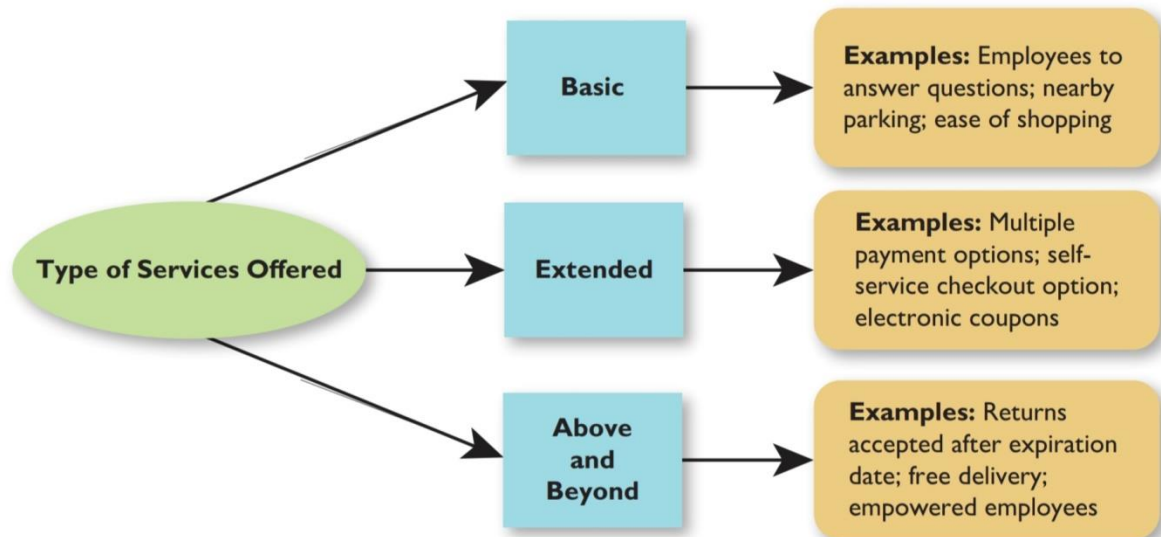 Type of Services Offered
Basic
Examples: Employees to
answer questions; nearby
parking; ease of shopping
Extended
Examples: Multiple
payment options; self-
service checkout option;
electronic coupons
Above
and
Beyond
Examples: Returns
accepted after expiration
date; free delivery;
empowered employees